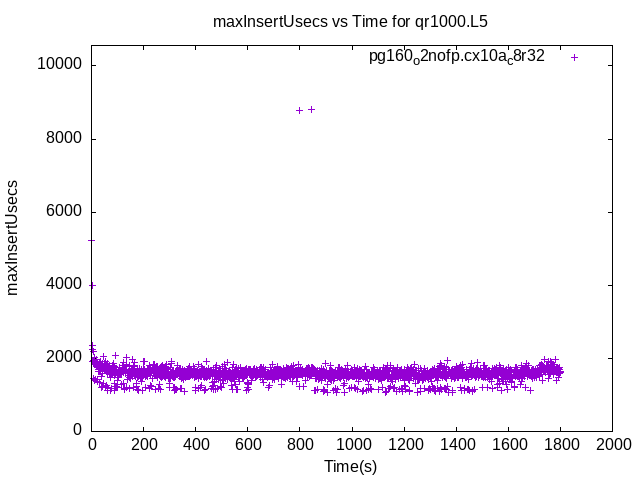 maxInsertUsecs vs Time for qr1000.L5
pg160o2nofp.cx10ac8r32
10000
8000
6000
4000
2000
0
maxInsertUsecs
0 200 400 600 800 1000 1200 1400 1600 1800 2000
Time(s)